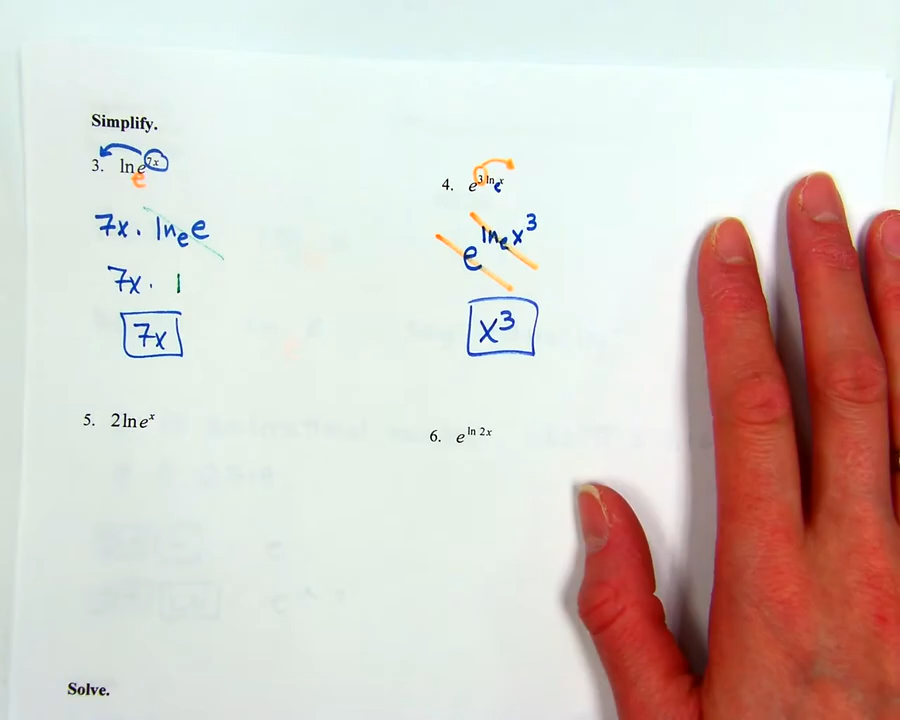 Simplify.
3. ln e^{7x}
e
7x · ln_e e
7x · 1
7x
4. e^{3 ln_e x}
e^{ln_e x^3}
x^3
5. 2 ln e^x
6. e^{ln 2x}
Solve.